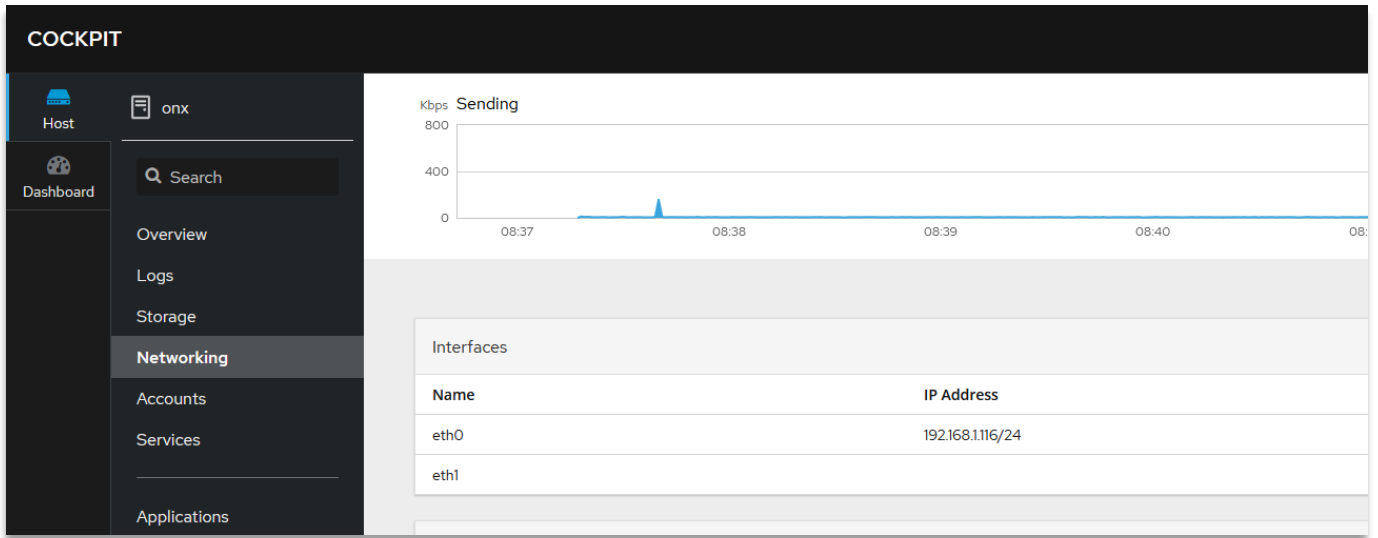 COCKPIT
Host
Dashboard
onx
Search
Overview
Logs
Storage
Networking
Accounts
Services
Applications
Kbps Sending
800
400
0
08:37 08:38 08:39 08:40 08:
Interfaces
Name IP Address
eth0 192.168.1.116/24
eth1